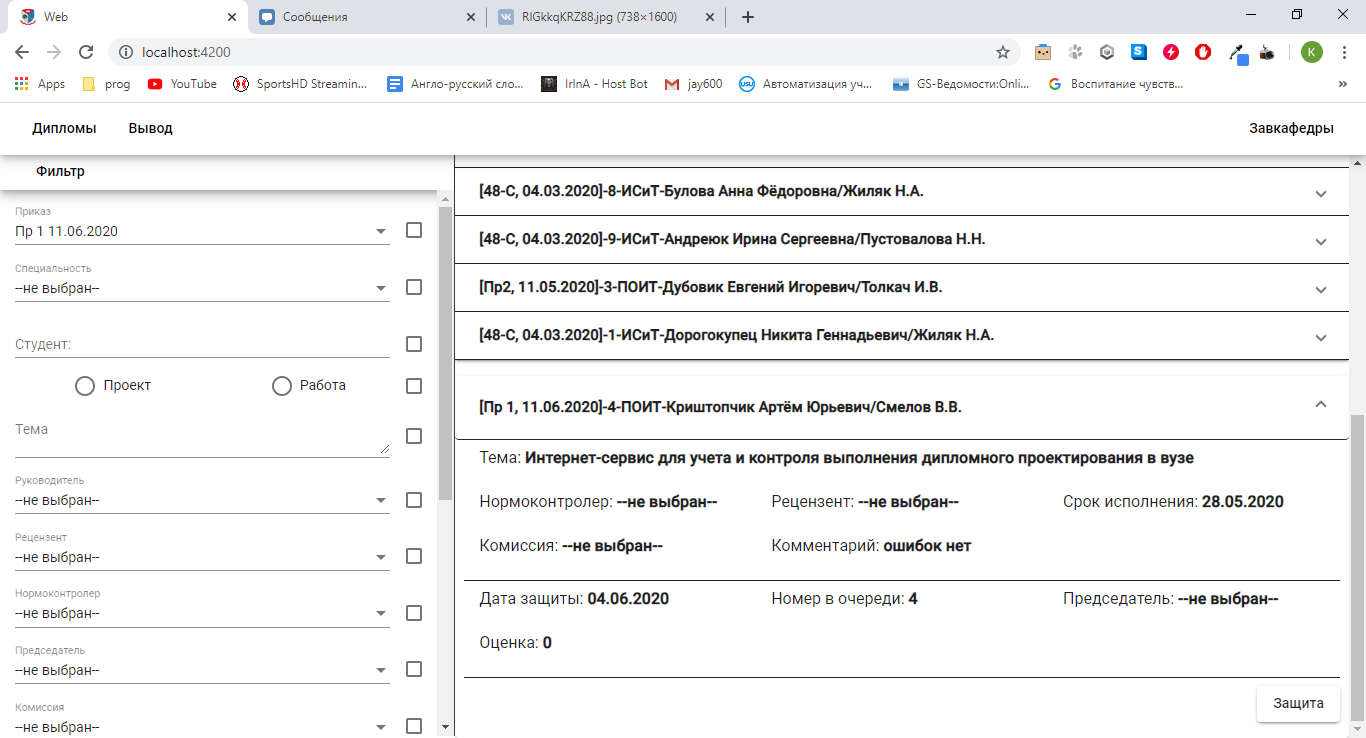 Web
Сообщения
RIGkkqKRZ88.jpg (738×1600)
localhost:4200
K
Apps
prog
YouTube
SportsHD Streamin...
Англо-русский сло...
IrInA - Host Bot
jay600
Автоматизация уч...
GS-Ведомости:Onli...
Воспитание чувств...
»
Дипломы
Вывод
Завкафедры
Фильтр
Приказ
Пр 1 11.06.2020
Специальность
--не выбран--
Студент:
Проект
Работа
Тема
Руководитель
--не выбран--
Рецензент
--не выбран--
Нормоконтролер
--не выбран--
Председатель
--не выбран--
Комиссия
--не выбран--
[48-С, 04.03.2020]-8-ИСиТ-Булова Анна Фёдоровна/Жиляк Н.А.
[48-С, 04.03.2020]-9-ИСиТ-Андреюк Ирина Сергеевна/Пустовалова Н.Н.
[Пр2, 11.05.2020]-3-ПОИТ-Дубовик Евгений Игоревич/Толкач И.В.
[48-С, 04.03.2020]-1-ИСиТ-Дорогокупец Никита Геннадьевич/Жиляк Н.А.
[Пр 1, 11.06.2020]-4-ПОИТ-Криштопчик Артём Юрьевич/Смелов В.В.
Тема: Интернет-сервис для учета и контроля выполнения дипломного проектирования в вузе
Нормоконтролер: --не выбран--
Рецензент: --не выбран--
Срок исполнения: 28.05.2020
Комиссия: --не выбран--
Комментарий: ошибок нет
Дата защиты: 04.06.2020
Номер в очереди: 4
Председатель: --не выбран--
Оценка: 0
Защита